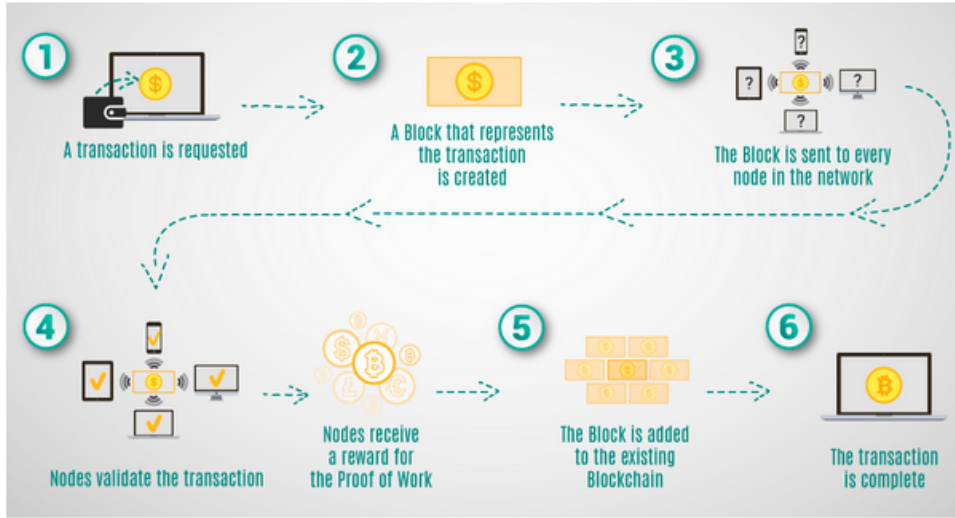 1
A transaction is requested
2
A Block that represents
the transaction
is created
3
The Block is sent to every
node in the network
4
Nodes validate the transaction
Nodes receive
a reward for
the Proof of Work
5
The Block is added
to the existing
Blockchain
6
The transaction
is complete